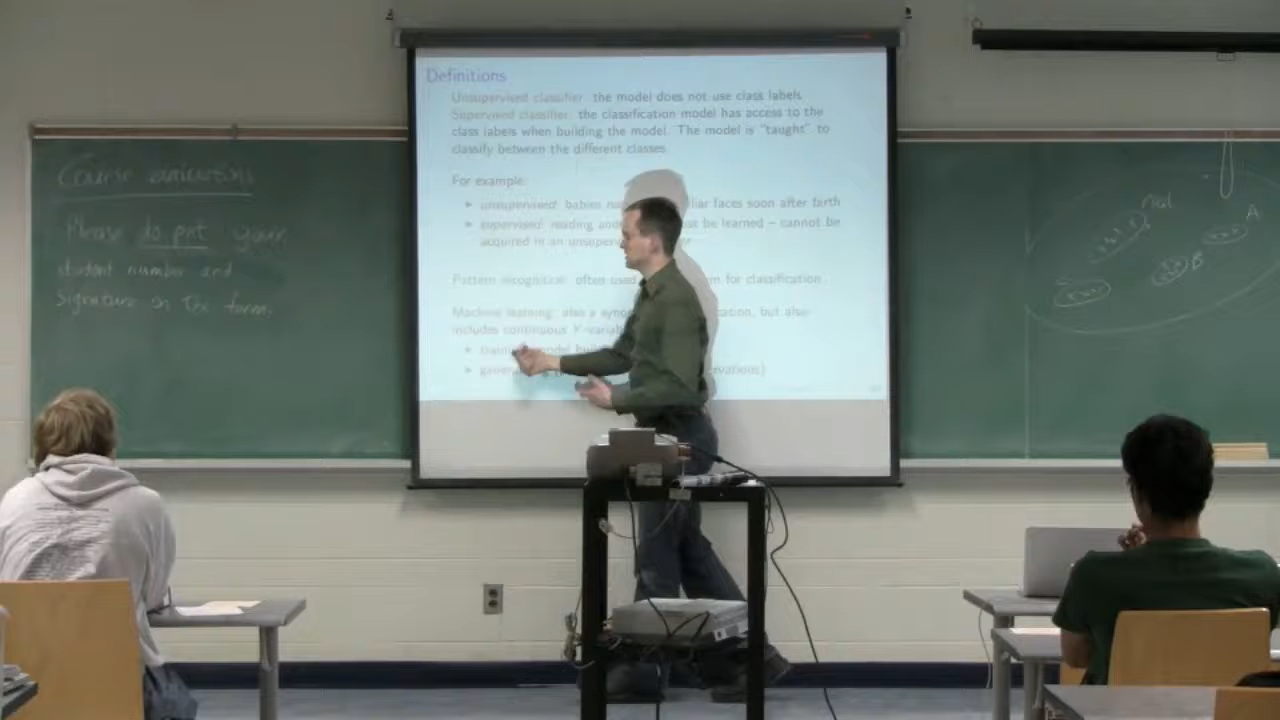 Course evaluations
Please do put your
student number and
signature on the form.
Definitions
Unsupervised classifier: the model does not use class labels.
Supervised classifier: the classification model has access to the
class labels when building the model. The model is "taught" to
classify between the different classes.
For example:
▶ unsupervised: babies faces soon after birth
▶ supervised: reading and be learned – cannot be
acquired in an
Pattern recognition: often used for classification
Machine learning: also a but also
includes continuous Y-
▶
▶
A
B